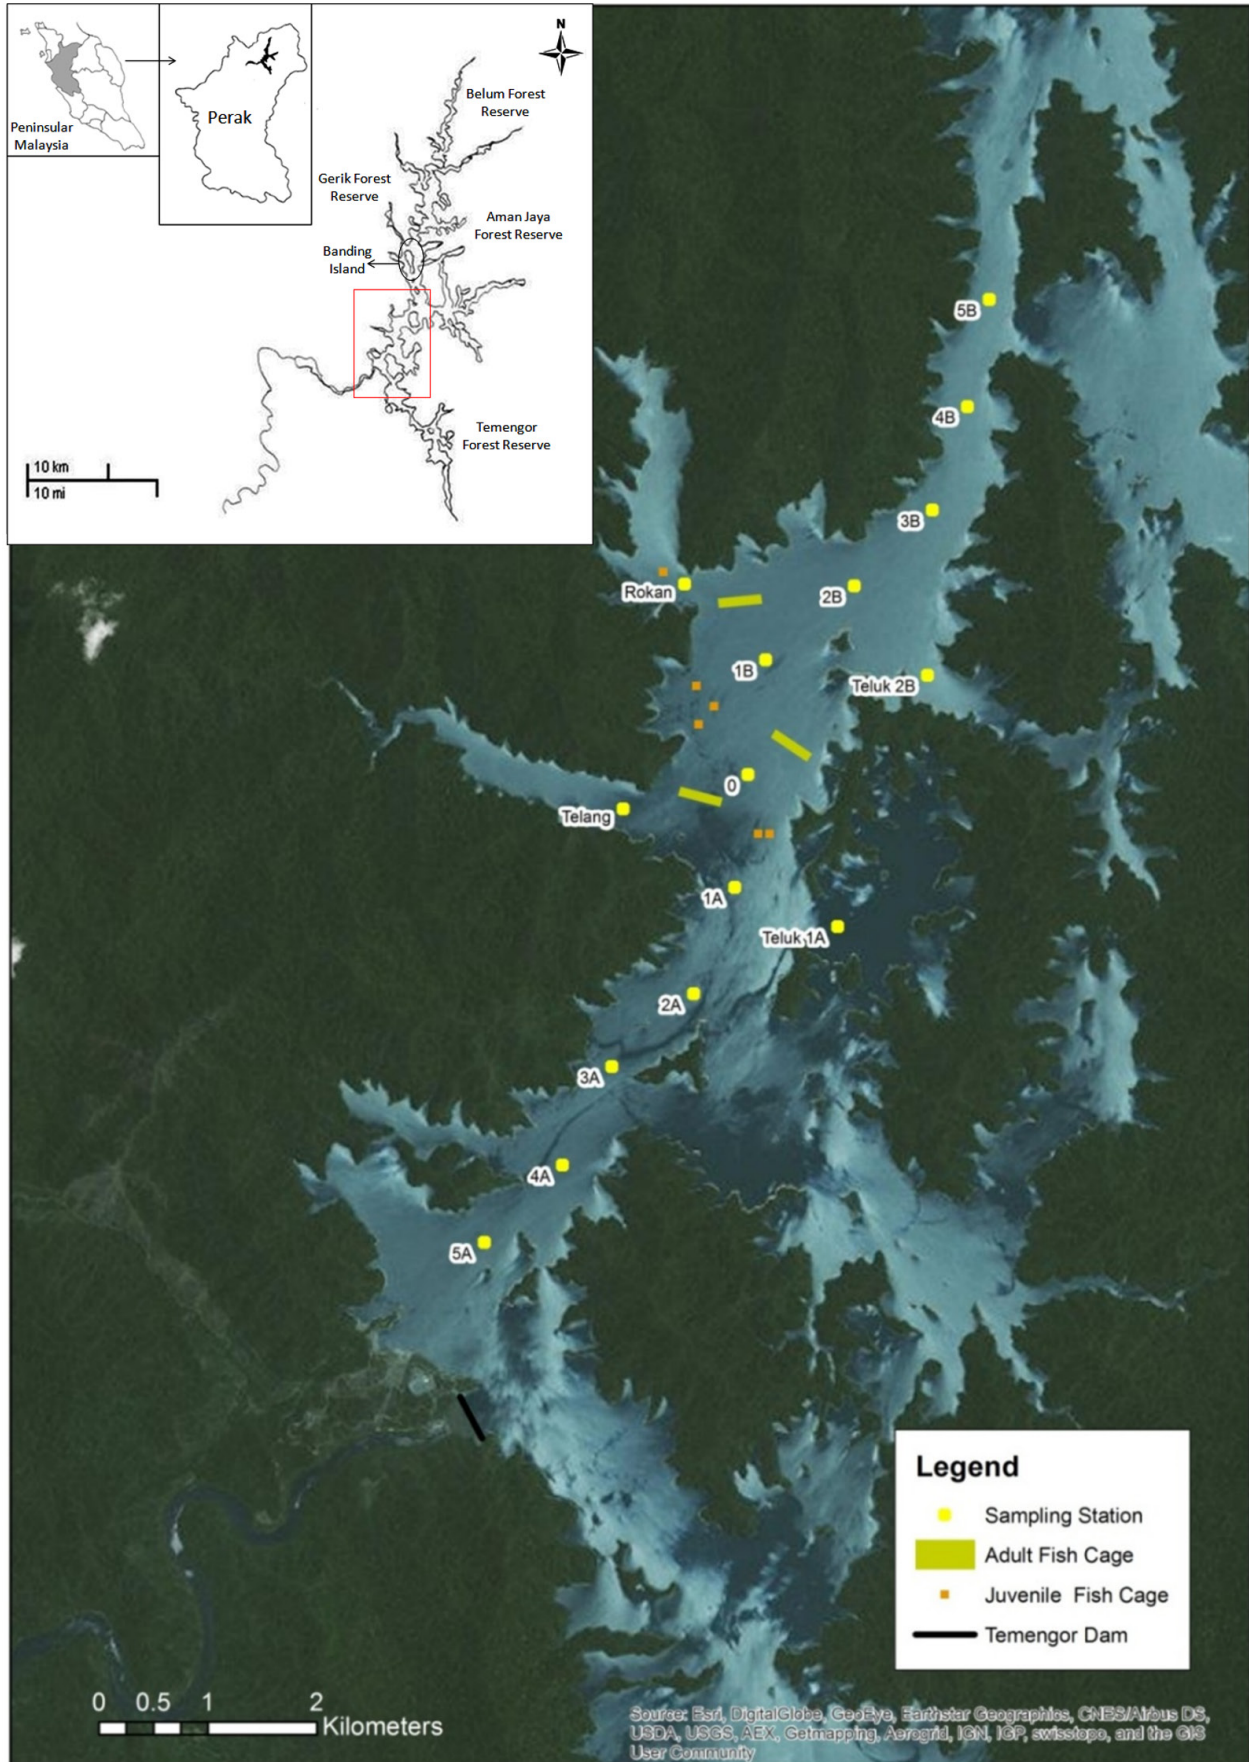 Peninsular
Malaysia
Perak
N
Belum Forest
Reserve
Gerik Forest
Reserve
Aman Jaya
Forest Reserve
Banding
Island
Temengor
Forest Reserve
10 km
10 mi
5B
4B
3B
Rokan
2B
1B
Teluk 2B
0
Telang
1A
Teluk 1A
2A
3A
4A
5A
Legend
Sampling Station
Adult Fish Cage
Juvenile Fish Cage
Temengor Dam
0 0.5 1 2
Kilometers
Source: Esri, DigitalGlobe, GeoEye, Earthstar Geographics, CNES/Airbus DS,
USDA, USGS, AEX, Getmapping, Aerogrid, IGN, IGP, swisstopo, and the GIS
User Community